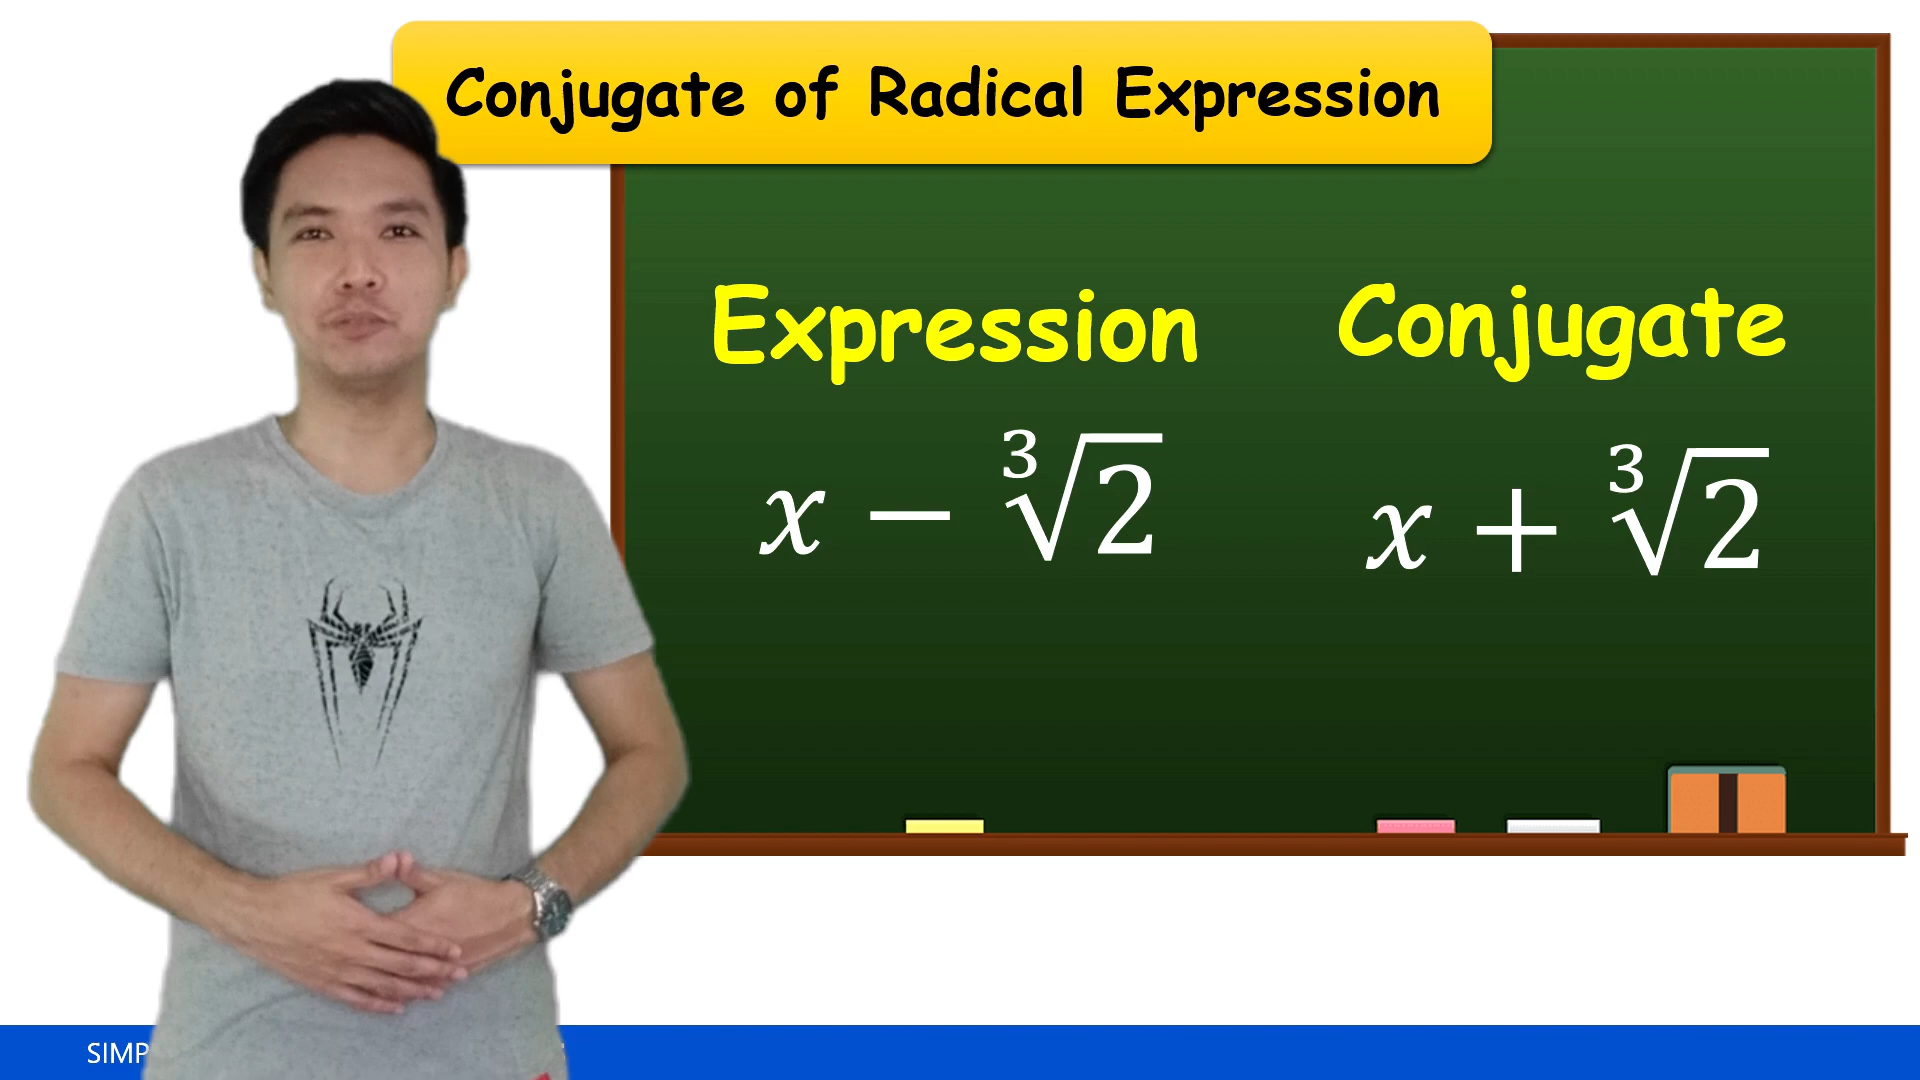 Conjugate of Radical Expression
Expression Conjugate
x − ∛2 x + ∛2
SIMP